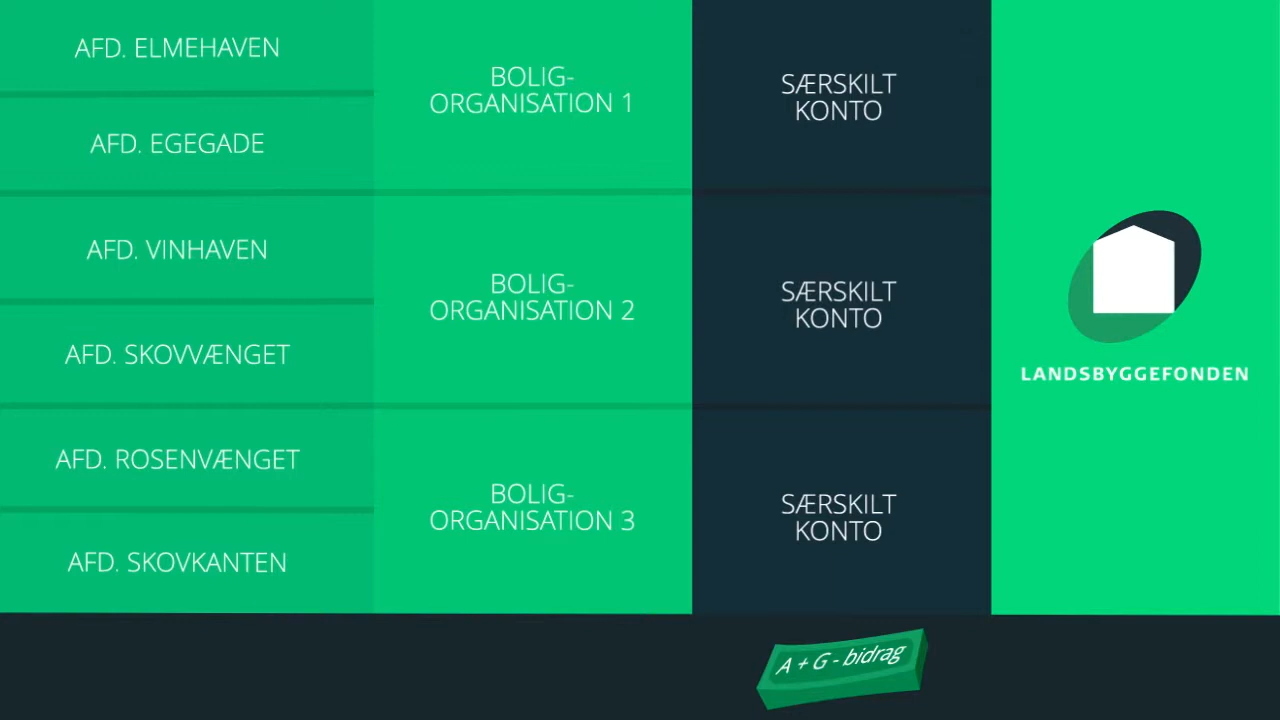 AFD. ELMEHAVEN
AFD. EGEGADE
AFD. VINHAVEN
AFD. SKOVVÆNGET
AFD. ROSENVÆNGET
AFD. SKOVKANTEN
BOLIG-
ORGANISATION 1
BOLIG-
ORGANISATION 2
BOLIG-
ORGANISATION 3
SÆRSKILT
KONTO
SÆRSKILT
KONTO
SÆRSKILT
KONTO
LANDSBYGGEFONDEN
A + G - bidrag